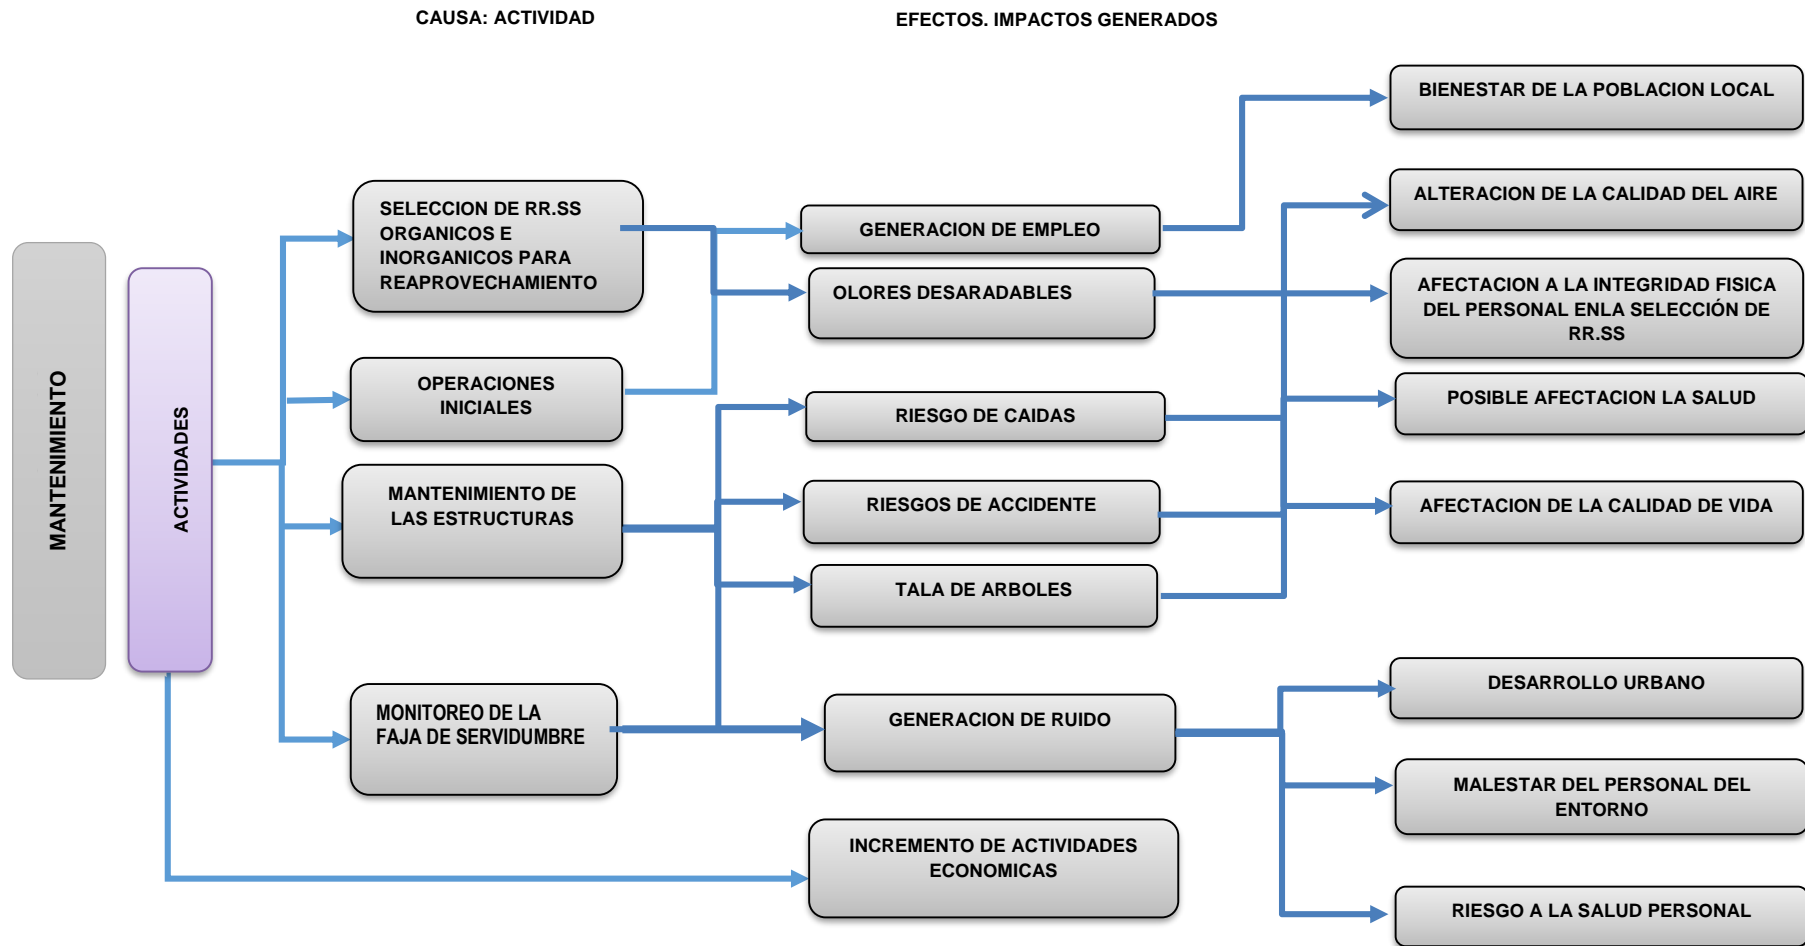 CAUSA: ACTIVIDAD
EFECTOS. IMPACTOS GENERADOS
MANTENIMIENTO
ACTIVIDADES
SELECCION DE RR.SS
ORGANICOS E
INORGANICOS PARA
REAPROVECHAMIENTO
OPERACIONES
INICIALES
MANTENIMIENTO DE
LAS ESTRUCTURAS
MONITOREO DE LA
FAJA DE SERVIDUMBRE
GENERACION DE EMPLEO
OLORES DESARADABLES
RIESGO DE CAIDAS
RIESGOS DE ACCIDENTE
TALA DE ARBOLES
GENERACION DE RUIDO
INCREMENTO DE ACTIVIDADES
ECONOMICAS
BIENESTAR DE LA POBLACION LOCAL
ALTERACION DE LA CALIDAD DEL AIRE
AFECTACION A LA INTEGRIDAD FISICA
DEL PERSONAL ENLA SELECCIÓN DE
RR.SS
POSIBLE AFECTACION LA SALUD
AFECTACION DE LA CALIDAD DE VIDA
DESARROLLO URBANO
MALESTAR DEL PERSONAL DEL
ENTORNO
RIESGO A LA SALUD PERSONAL